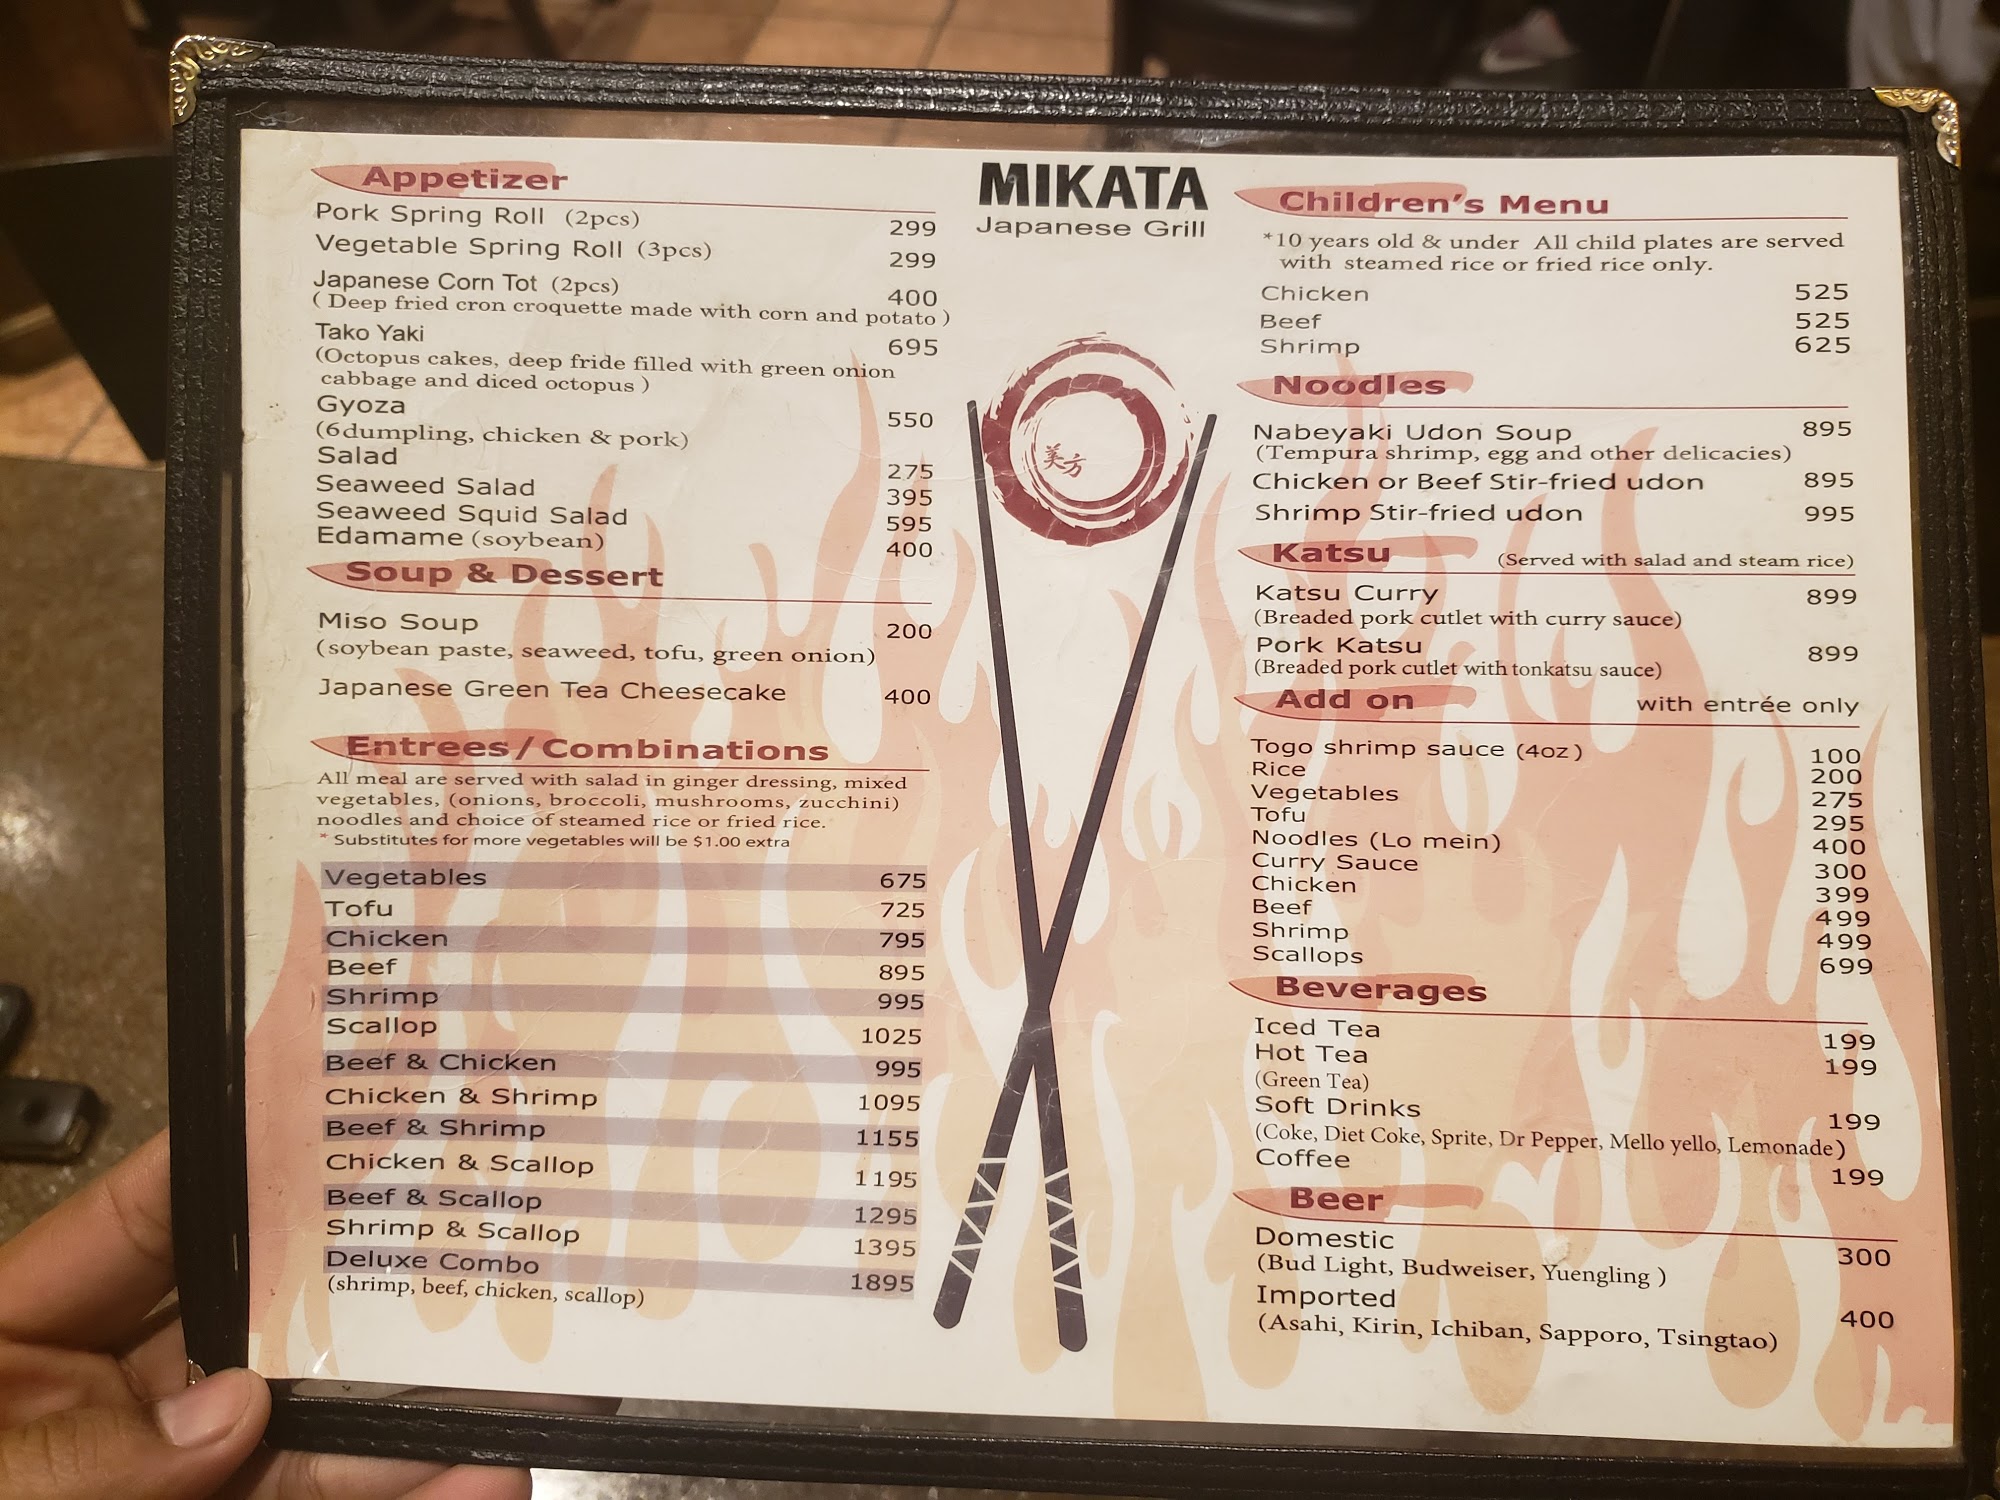 MIKATA
Japanese Grill
美方
Appetizer
Pork Spring Roll (2pcs) 299
Vegetable Spring Roll (3pcs) 299
Japanese Corn Tot (2pcs) 400
( Deep fried cron croquette made with corn and potato )
Tako Yaki 695
(Octopus cakes, deep fride filled with green onion
cabbage and diced octopus )
Gyoza 550
(6dumpling, chicken & pork)
Salad 275
Seaweed Salad 395
Seaweed Squid Salad 595
Edamame (soybean) 400
Soup & Dessert
Miso Soup 200
(soybean paste, seaweed, tofu, green onion)
Japanese Green Tea Cheesecake 400
Entrees/Combinations
All meal are served with salad in ginger dressing, mixed
vegetables, (onions, broccoli, mushrooms, zucchini)
noodles and choice of steamed rice or fried rice.
* Substitutes for more vegetables will be $1.00 extra
Vegetables 675
Tofu 725
Chicken 795
Beef 895
Shrimp 995
Scallop 1025
Beef & Chicken 995
Chicken & Shrimp 1095
Beef & Shrimp 1155
Chicken & Scallop 1195
Beef & Scallop 1295
Shrimp & Scallop 1395
Deluxe Combo 1895
(shrimp, beef, chicken, scallop)
Children's Menu
*10 years old & under All child plates are served
with steamed rice or fried rice only.
Chicken 525
Beef 525
Shrimp 625
Noodles
Nabeyaki Udon Soup 895
(Tempura shrimp, egg and other delicacies)
Chicken or Beef Stir-fried udon 895
Shrimp Stir-fried udon 995
Katsu (Served with salad and steam rice)
Katsu Curry 899
(Breaded pork cutlet with curry sauce)
Pork Katsu 899
(Breaded pork cutlet with tonkatsu sauce)
Add on with entrée only
Togo shrimp sauce (4oz) 100
Rice 200
Vegetables 275
Tofu 295
Noodles (Lo mein) 400
Curry Sauce 300
Chicken 399
Beef 499
Shrimp 499
Scallops 699
Beverages
Iced Tea 199
Hot Tea 199
(Green Tea)
Soft Drinks 199
(Coke, Diet Coke, Sprite, Dr Pepper, Mello yello, Lemonade)
Coffee 199
Beer
Domestic 300
(Bud Light, Budweiser, Yuengling )
Imported 400
(Asahi, Kirin, Ichiban, Sapporo, Tsingtao)